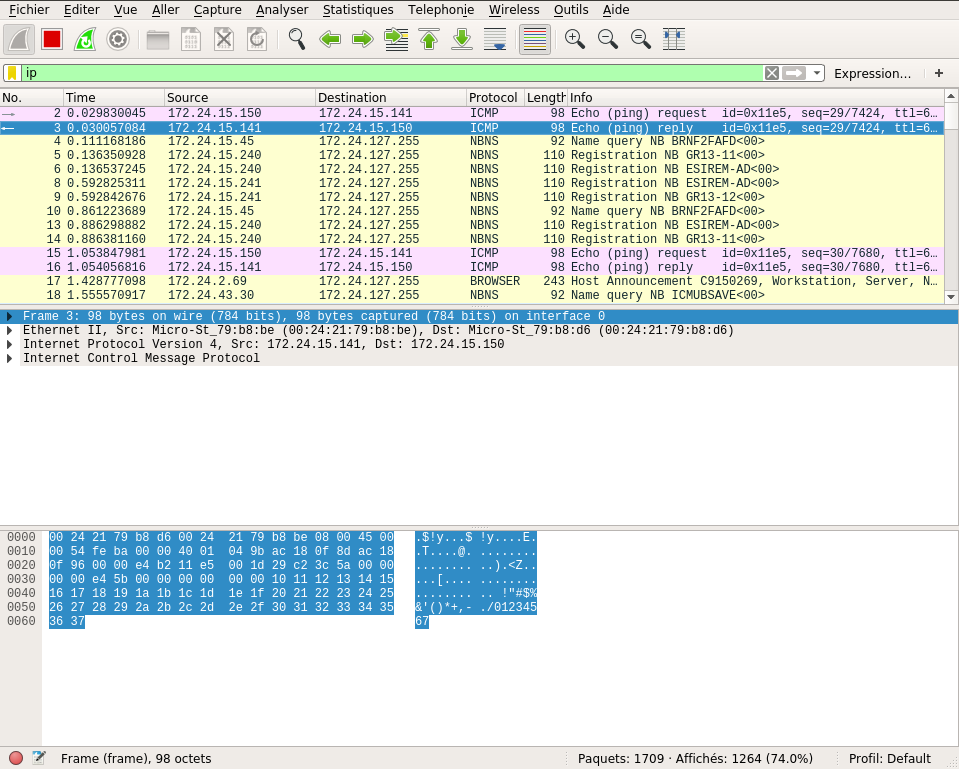 Fichier Editer Vue Aller Capture Analyser Statistiques Telephonie Wireless Outils Aide
ip Expression... +
No. Time Source Destination Protocol Length Info
2 0.029830045 172.24.15.150 172.24.15.141 ICMP 98 Echo (ping) request id=0x11e5, seq=29/7424, ttl=6…
3 0.030057084 172.24.15.141 172.24.15.150 ICMP 98 Echo (ping) reply id=0x11e5, seq=29/7424, ttl=6…
4 0.111168186 172.24.15.45 172.24.127.255 NBNS 92 Name query NB BRNF2FAFD<00>
5 0.136350928 172.24.15.240 172.24.127.255 NBNS 110 Registration NB GR13-11<00>
6 0.136537245 172.24.15.240 172.24.127.255 NBNS 110 Registration NB ESIREM-AD<00>
8 0.592825311 172.24.15.241 172.24.127.255 NBNS 110 Registration NB ESIREM-AD<00>
9 0.592842676 172.24.15.241 172.24.127.255 NBNS 110 Registration NB GR13-12<00>
10 0.861223689 172.24.15.45 172.24.127.255 NBNS 92 Name query NB BRNF2FAFD<00>
13 0.886298882 172.24.15.240 172.24.127.255 NBNS 110 Registration NB ESIREM-AD<00>
14 0.886381160 172.24.15.240 172.24.127.255 NBNS 110 Registration NB GR13-11<00>
15 1.053847981 172.24.15.150 172.24.15.141 ICMP 98 Echo (ping) request id=0x11e5, seq=30/7680, ttl=6…
16 1.054056816 172.24.15.141 172.24.15.150 ICMP 98 Echo (ping) reply id=0x11e5, seq=30/7680, ttl=6…
17 1.428777098 172.24.2.69 172.24.127.255 BROWSER 243 Host Announcement C9150269, Workstation, Server, N…
18 1.555570917 172.24.43.30 172.24.127.255 NBNS 92 Name query NB ICMUBSAVE<00>
Frame 3: 98 bytes on wire (784 bits), 98 bytes captured (784 bits) on interface 0
Ethernet II, Src: Micro-St_79:b8:be (00:24:21:79:b8:be), Dst: Micro-St_79:b8:d6 (00:24:21:79:b8:d6)
Internet Protocol Version 4, Src: 172.24.15.141, Dst: 172.24.15.150
Internet Control Message Protocol
0000 00 24 21 79 b8 d6 00 24 21 79 b8 be 08 00 45 00 .$!y...$ !y....E.
0010 00 54 fe ba 00 00 40 01 04 9b ac 18 0f 8d ac 18 .T....@. ........
0020 0f 96 00 00 e4 b2 11 e5 00 1d 29 c2 3c 5a 00 00 ........ ..).<Z..
0030 00 00 e4 5b 00 00 00 00 00 00 10 11 12 13 14 15 ...[.... ........
0040 16 17 18 19 1a 1b 1c 1d 1e 1f 20 21 22 23 24 25 ........ .. !"#$%
0050 26 27 28 29 2a 2b 2c 2d 2e 2f 30 31 32 33 34 35 &'()*+,- ./012345
0060 36 37 67
Frame (frame), 98 octets Paquets: 1709 · Affichés: 1264 (74.0%) Profil: Default